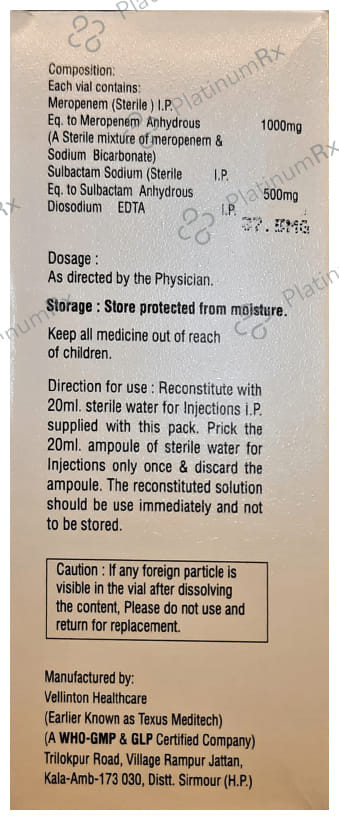 Composition:
Each vial contains:
Meropenem (Sterile ) I.P.
Eq. to Meropenem Anhydrous 1000mg
(A Sterile mixture of meropenem &
Sodium Bicarbonate)
Sulbactam Sodium (Sterile I.P.
Eq. to Sulbactam Anhydrous 500mg
Diosodium EDTA I.P.
37.5MG
Dosage :
As directed by the Physician.
Storage : Store protected from moisture.
Keep all medicine out of reach
of children.
Direction for use : Reconstitute with
20ml. sterile water for Injections i.P.
supplied with this pack. Prick the
20ml. ampoule of sterile water for
Injections only once & discard the
ampoule. The reconstituted solution
should be use immediately and not
to be stored.
Caution : If any foreign particle is
visible in the vial after dissolving
the content, Please do not use and
return for replacement.
Manufactured by:
Vellinton Healthcare
(Earlier Known as Texus Meditech)
(A WHO-GMP & GLP Certified Company)
Trilokpur Road, Village Rampur Jattan,
Kala-Amb-173 030, Distt. Sirmour (H.P.)
PlatinumRx
PlatinumRx
PlatinumRx